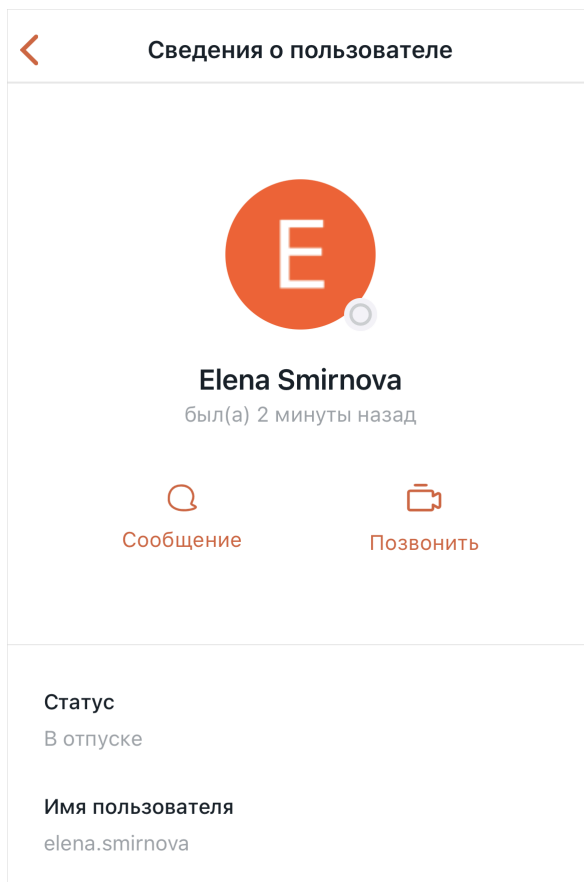 Сведения о пользователе
E
Elena Smirnova
был(а) 2 минуты назад
Сообщение
Позвонить
Статус
В отпуске
Имя пользователя
elena.smirnova